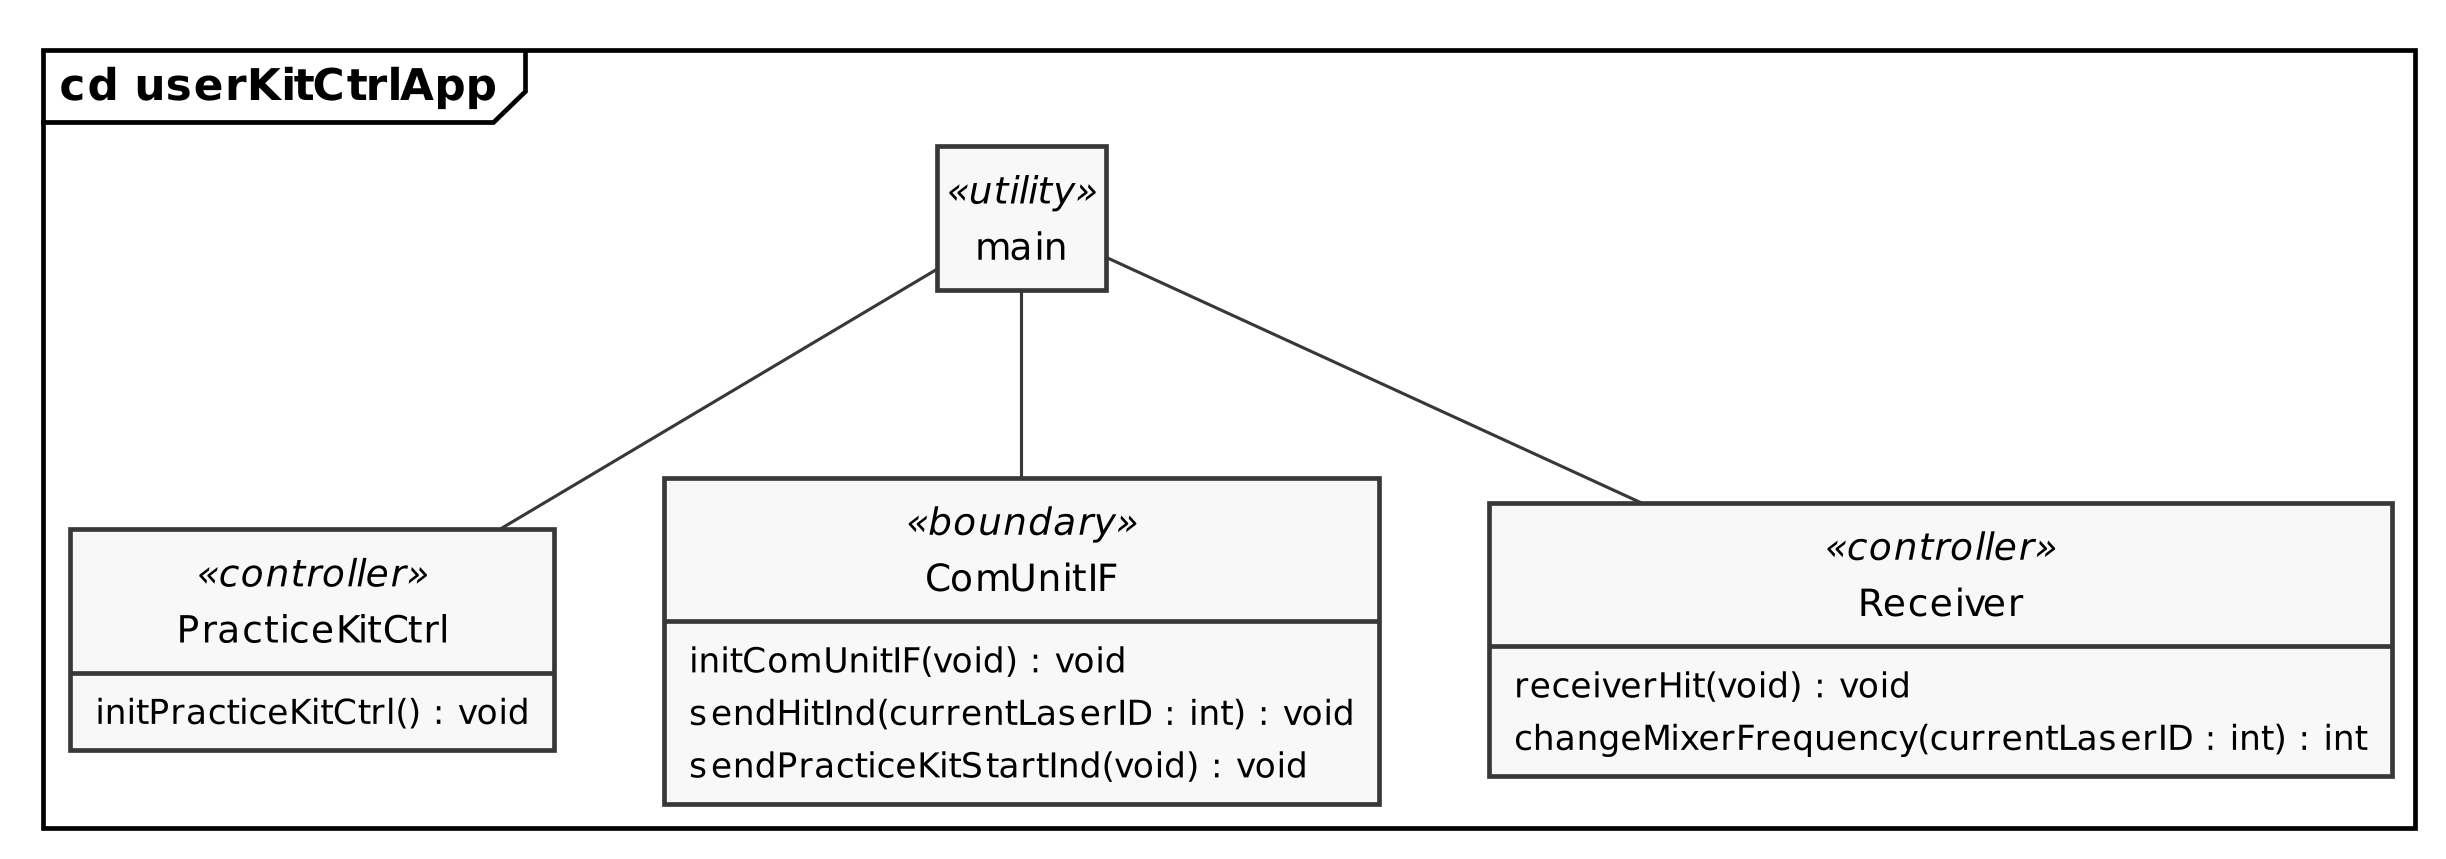 cd userKitCtrlApp
«utility»
main
«controller»
PracticeKitCtrl
initPracticeKitCtrl() : void
«boundary»
ComUnitIF
initComUnitIF(void) : void
sendHitInd(currentLaserID : int) : void
sendPracticeKitStartInd(void) : void
«controller»
Receiver
receiverHit(void) : void
changeMixerFrequency(currentLaserID : int) : int